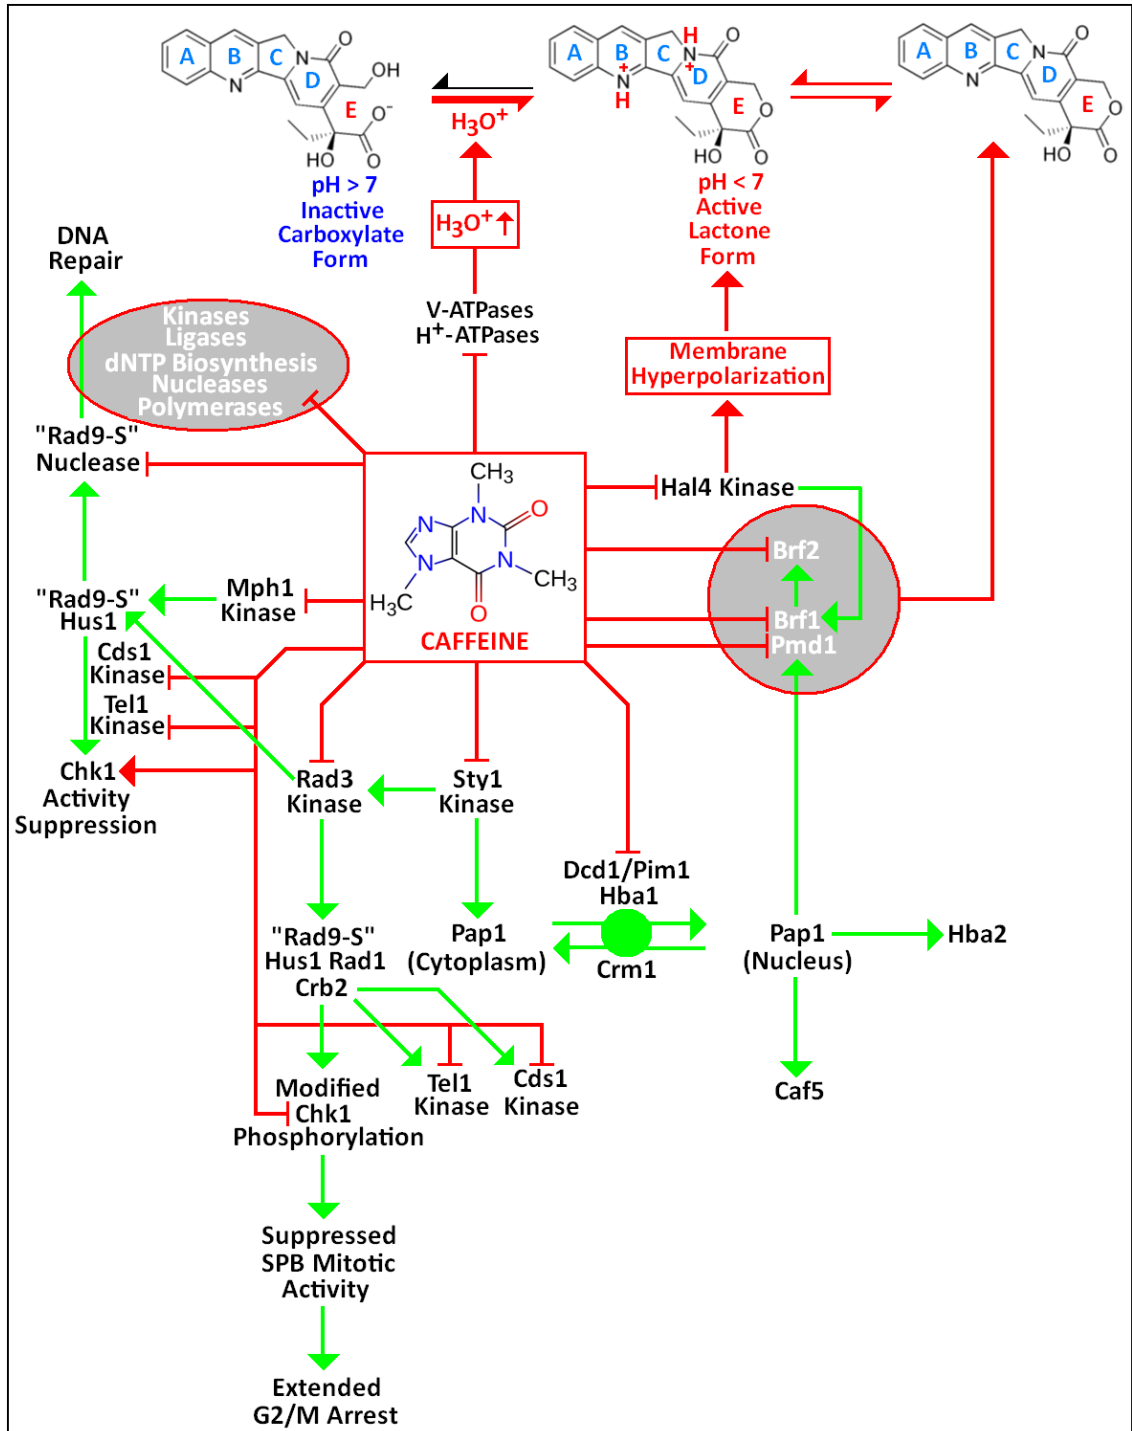 A B C D E N O OH O⁻ O HO
H₃O⁺
A B C D E N⁺ H N⁺ H O O O HO
A B C D E N N O O O HO
pH > 7
Inactive
Carboxylate
Form
pH < 7
Active
Lactone
Form
H₃O⁺↑
DNA
Repair
V-ATPases
H⁺-ATPases
Kinases
Ligases
dNTP Biosynthesis
Nucleases
Polymerases
Membrane
Hyperpolarization
"Rad9-S"
Nuclease
CH₃
N N O
N N CH₃
H₃C O
CAFFEINE
Hal4 Kinase
Brf2
Brf1
Pmd1
"Rad9-S"
Hus1
Mph1
Kinase
Cds1
Kinase
Tel1
Kinase
Chk1
Activity
Suppression
Rad3
Kinase
Sty1
Kinase
Dcd1/Pim1
Hba1
Crm1
"Rad9-S"
Hus1 Rad1
Crb2
Pap1
(Cytoplasm)
Pap1
(Nucleus)
Hba2
Caf5
Modified
Chk1
Phosphorylation
Tel1
Kinase
Cds1
Kinase
Suppressed
SPB Mitotic
Activity
Extended
G2/M Arrest